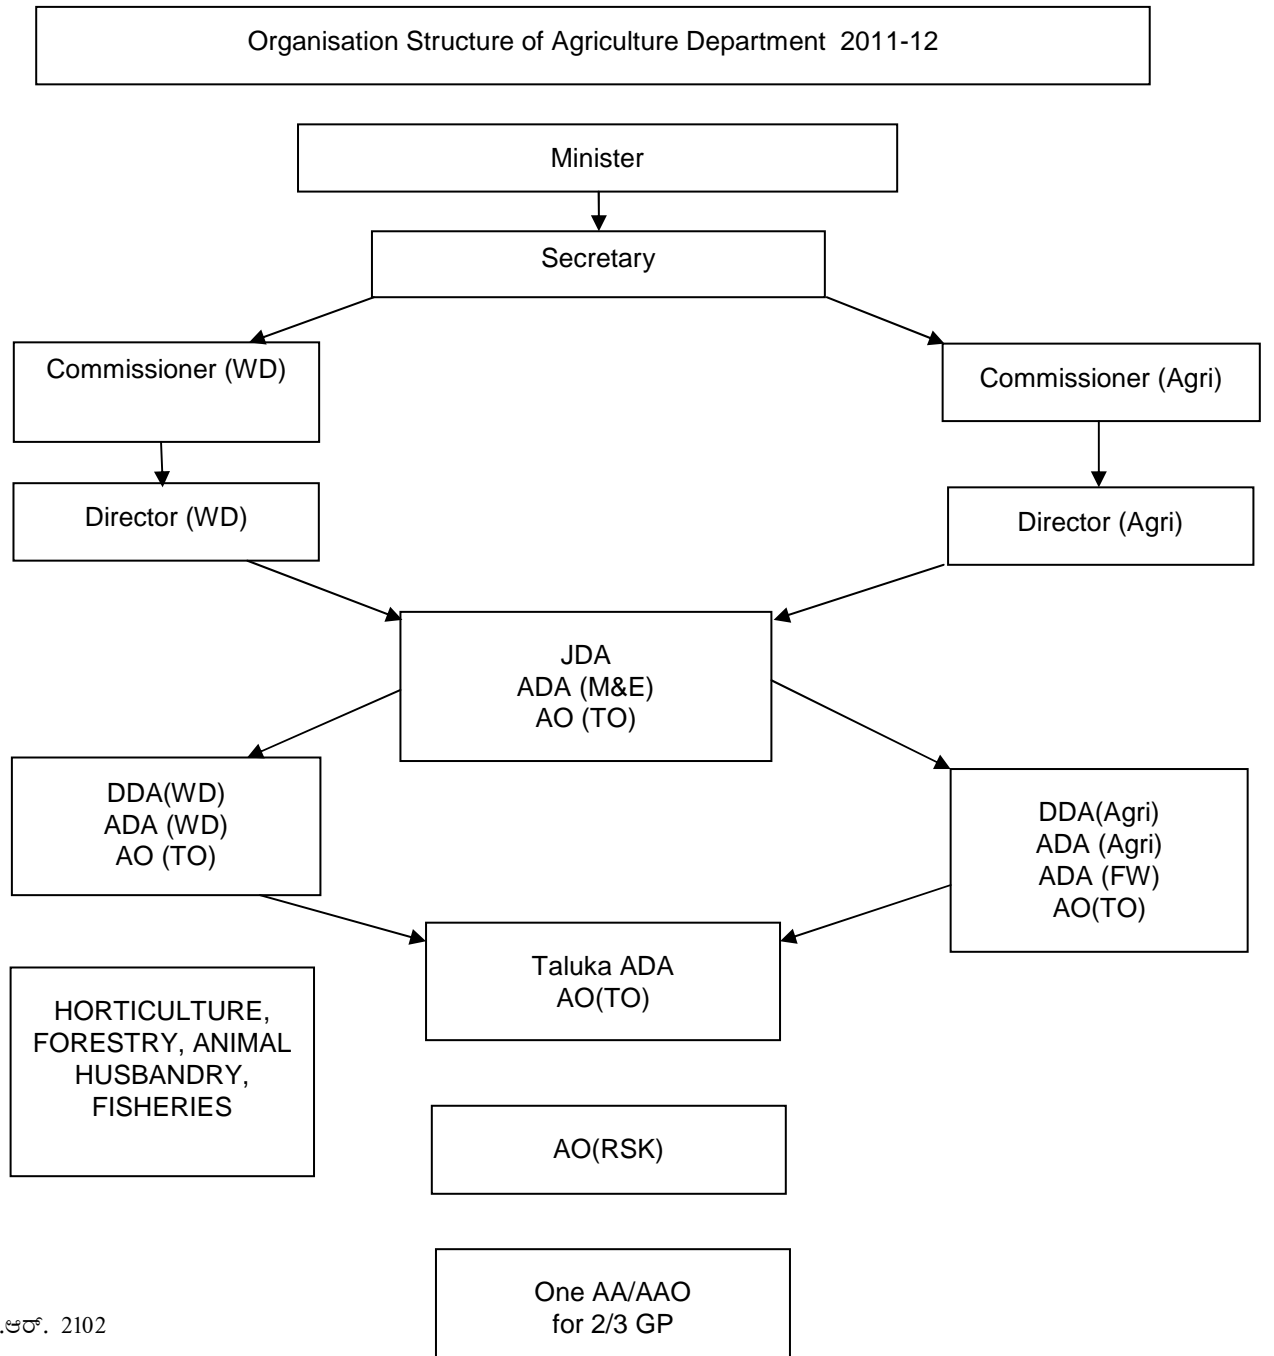 Organisation Structure of Agriculture Department 2011-12
Minister
Secretary
Commissioner (WD)
Commissioner (Agri)
Director (WD)
Director (Agri)
JDA
ADA (M&E)
AO (TO)
DDA(WD)
ADA (WD)
AO (TO)
DDA(Agri)
ADA (Agri)
ADA (FW)
AO(TO)
Taluka ADA
AO(TO)
HORTICULTURE,
FORESTRY, ANIMAL
HUSBANDRY,
FISHERIES
AO(RSK)
One AA/AAO
for 2/3 GP
.ಆರ್. 2102